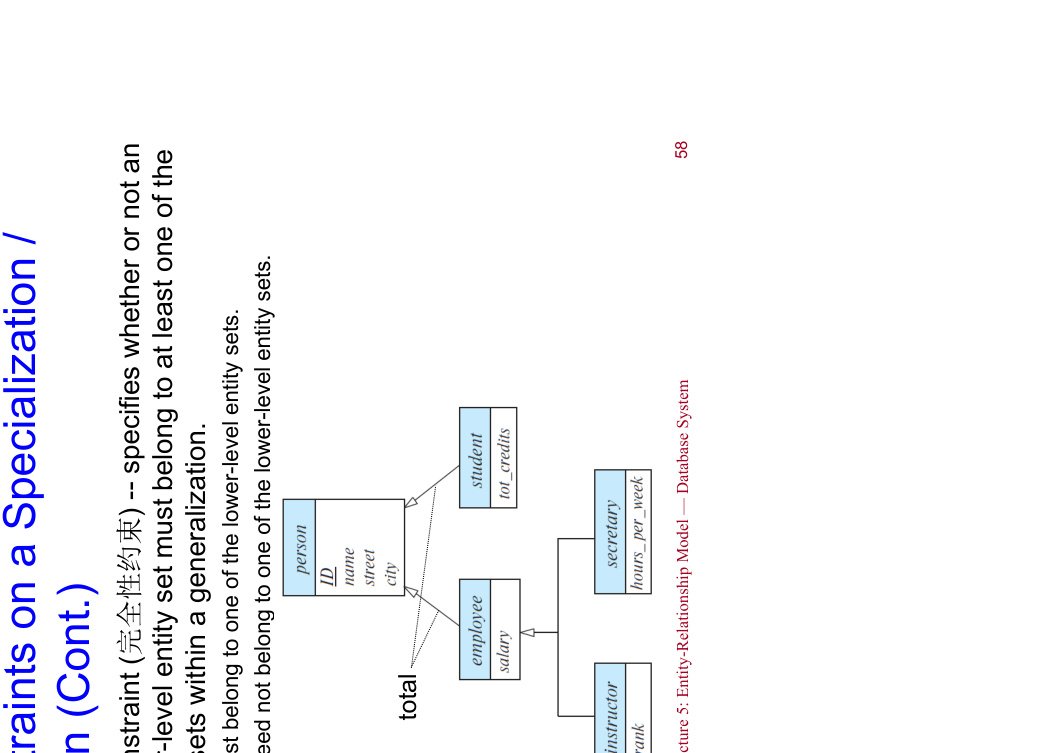 traints on a Specialization /
n (Cont.)
nstraint (完全性约束) -- specifies whether or not an
r-level entity set must belong to at least one of the
sets within a generalization.
st belong to one of the lower-level entity sets.
eed not belong to one of the lower-level entity sets.
person
ID
name
street
city
employee
salary
student
tot_credits
total
instructor
rank
secretary
hours_per_week
cture 5: Entity-Relationship Model — Database System
58